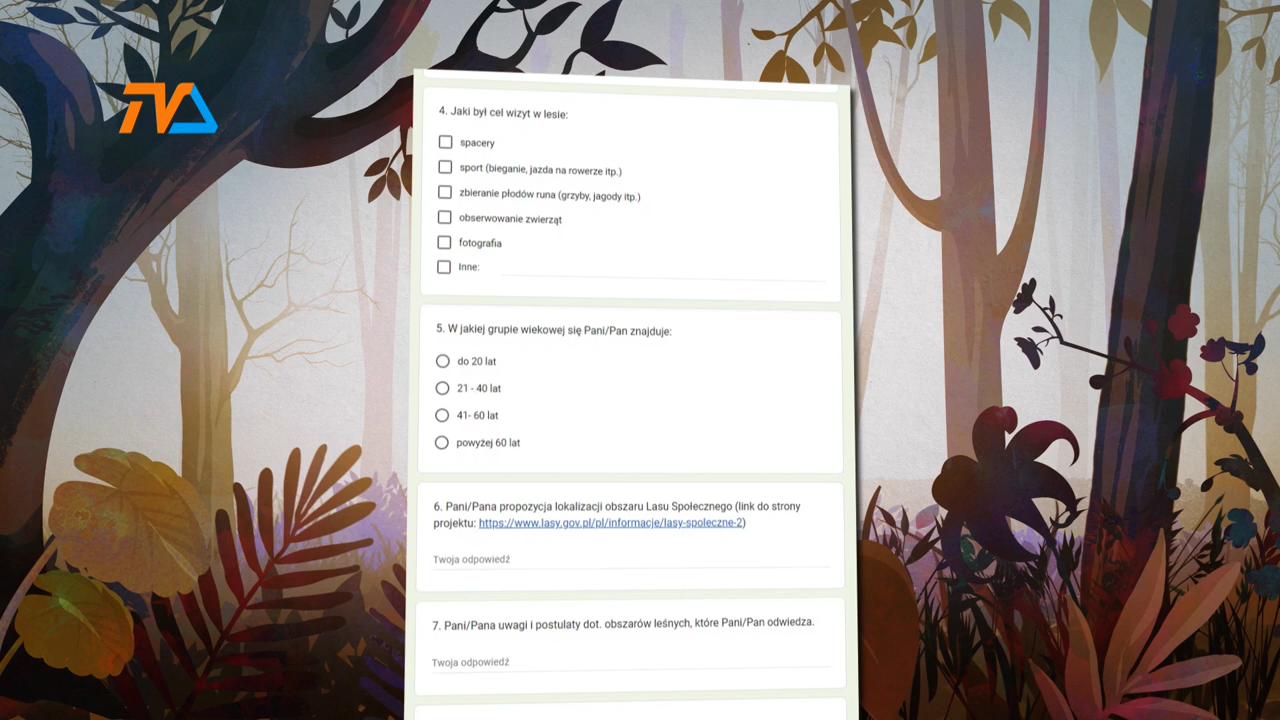 TVA
4. Jaki był cel wizyt w lesie:
spacery
sport (bieganie, jazda na rowerze itp.)
zbieranie płodów runa (grzyby, jagody itp.)
obserwowanie zwierząt
fotografia
Inne:
5. W jakiej grupie wiekowej się Pani/Pan znajduje:
do 20 lat
21 - 40 lat
41- 60 lat
powyżej 60 lat
6. Pani/Pana propozycja lokalizacji obszaru Lasu Społecznego (link do strony
projektu: https://www.lasy.gov.pl/pl/informacje/lasy-spoleczne-2)
Twoja odpowiedź
7. Pani/Pana uwagi i postulaty dot. obszarów leśnych, które Pani/Pan odwiedza.
Twoja odpowiedź